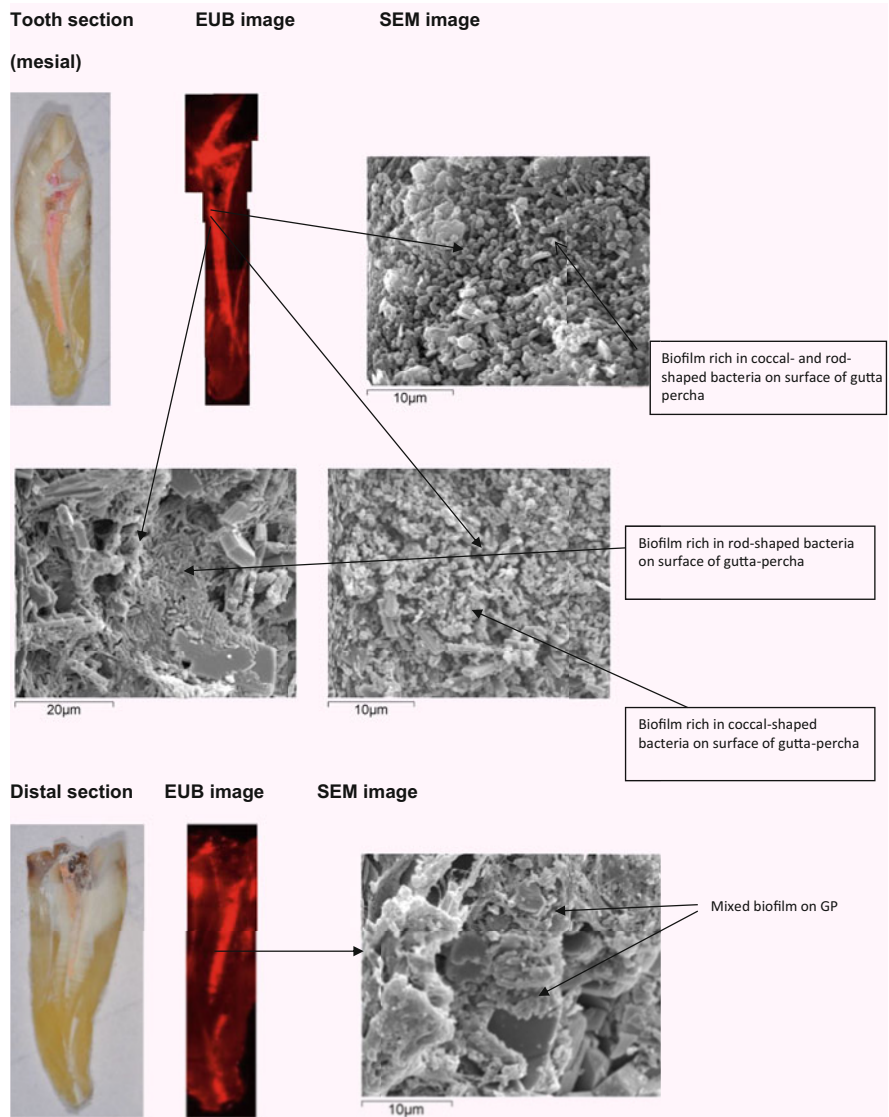 Tooth section EUB image SEM image
(mesial)
10μm
Biofilm rich in coccal- and rod-
shaped bacteria on surface of gutta
percha
20μm
10μm
Biofilm rich in rod-shaped bacteria
on surface of gutta-percha
Biofilm rich in coccal-shaped
bacteria on surface of gutta-percha
Distal section EUB image SEM image
Mixed biofilm on GP
10μm